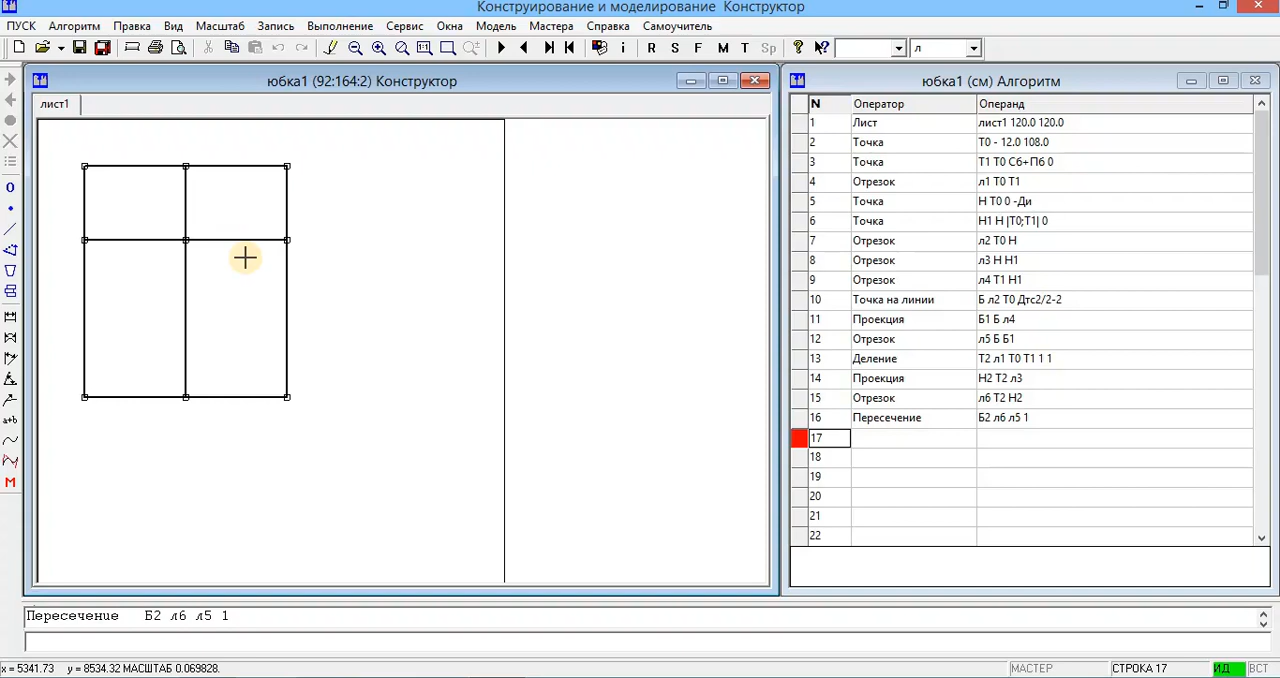 Конструирование и моделирование Конструктор
ПУСК Алгоритм Правка Вид Масштаб Запись Выполнение Сервис Окна Модель Мастера Справка Самоучитель
R S F M T Sp л
юбка1 (92:164:2) Конструктор
лист1
юбка1 (см) Алгоритм
N Оператор Операнд
1 Лист лист1 120.0 120.0
2 Точка Т0 - 12.0 108.0
3 Точка Т1 Т0 Сб+Пб 0
4 Отрезок л1 Т0 Т1
5 Точка Н Т0 0 -Ди
6 Точка Н1 Н |Т0;Т1| 0
7 Отрезок л2 Т0 Н
8 Отрезок л3 Н Н1
9 Отрезок л4 Т1 Н1
10 Точка на линии Б л2 Т0 Дтс2/2-2
11 Проекция Б1 Б л4
12 Отрезок л5 Б Б1
13 Деление Т2 л1 Т0 Т1 1 1
14 Проекция Н2 Т2 л3
15 Отрезок л6 Т2 Н2
16 Пересечение Б2 л6 л5 1
17
18
19
20
21
22
a+b
M
Пересечение Б2 л6 л5 1
x = 5341.73 y = 8534.32 МАСШТАБ 0.069828.
МАСТЕР СТРОКА 17 ИД ВСТ